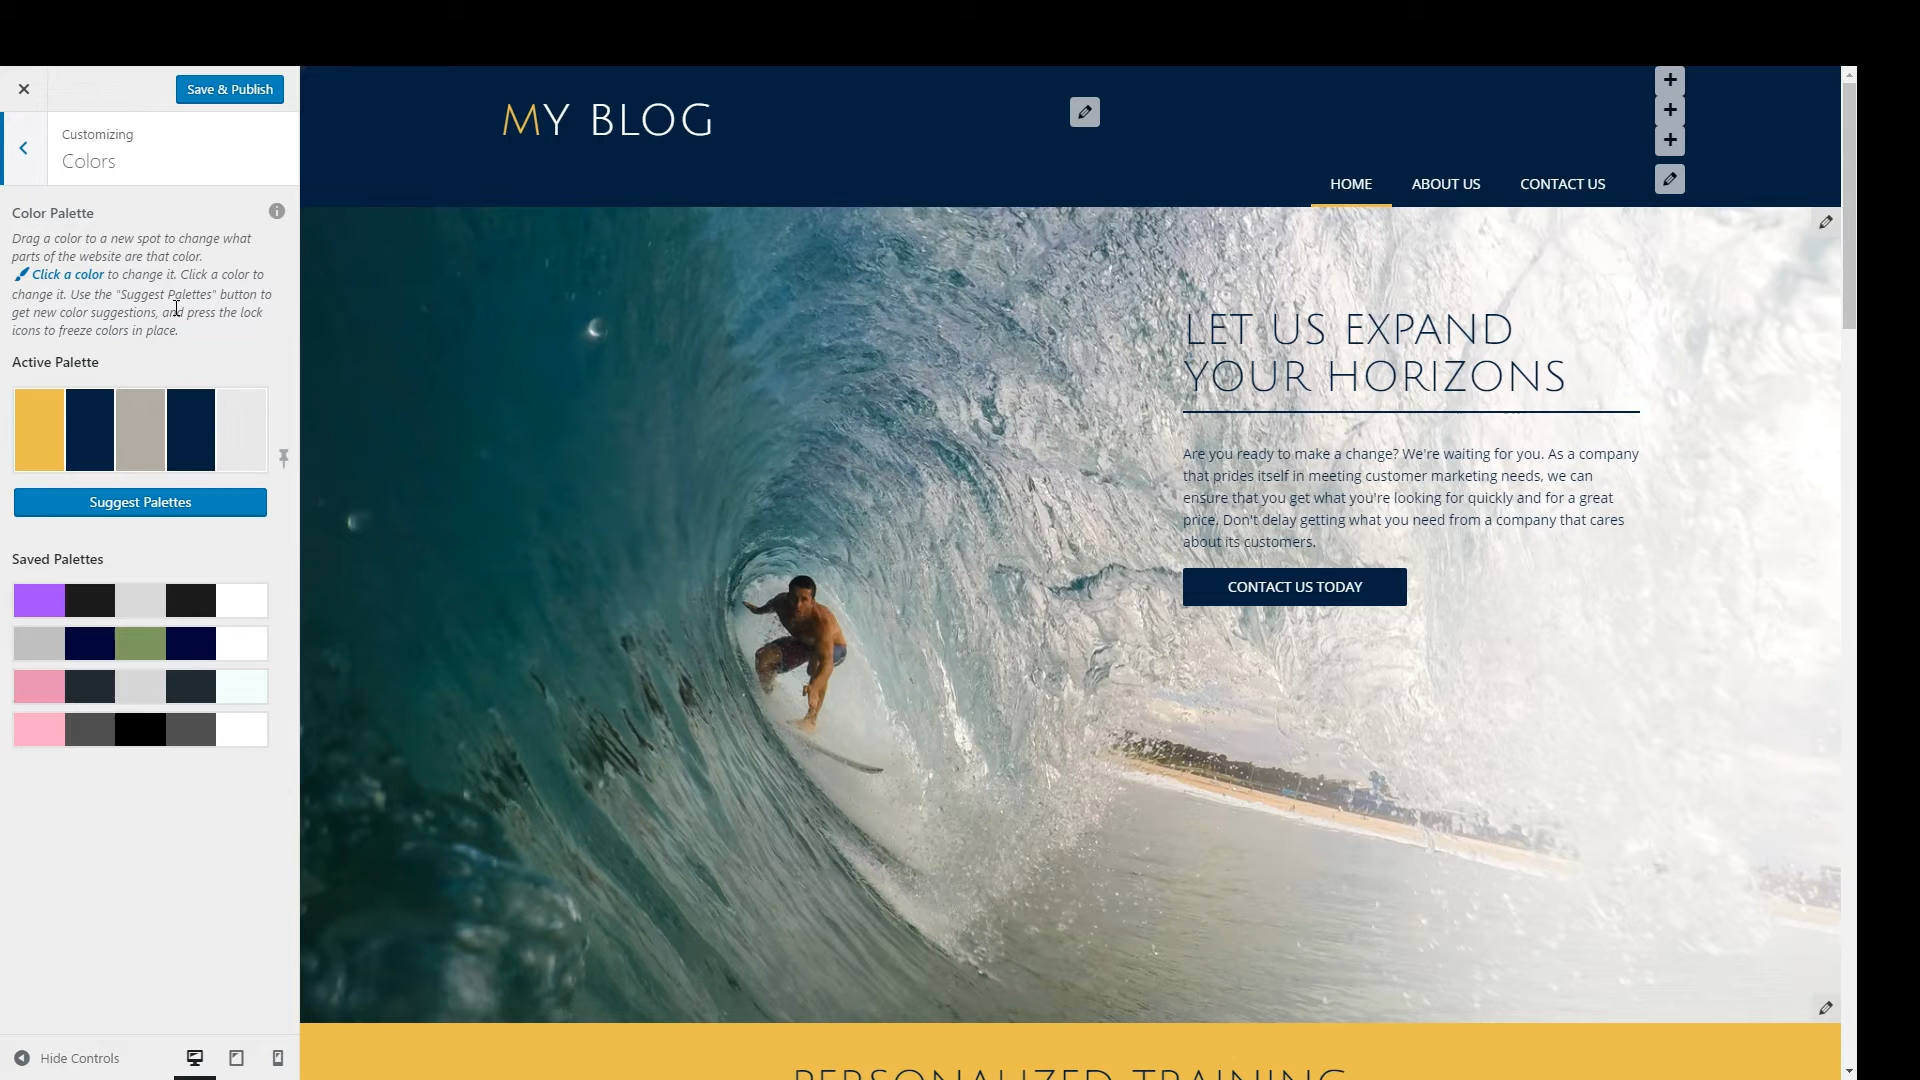 Save & Publish
Customizing
Colors
Color Palette
Drag a color to a new spot to change what
parts of the website are that color.
Click a color to change it. Click a color to
change it. Use the "Suggest Palettes" button to
get new color suggestions, and press the lock
icons to freeze colors in place.
Active Palette
Suggest Palettes
Saved Palettes
Hide Controls
MY BLOG
HOME ABOUT US CONTACT US
LET US EXPAND
YOUR HORIZONS
Are you ready to make a change? We're waiting for you. As a company
that prides itself in meeting customer marketing needs, we can
ensure that you get what you're looking for quickly and for a great
price. Don't delay getting what you need from a company that cares
about its customers.
CONTACT US TODAY
PERSONALIZED TRAINING